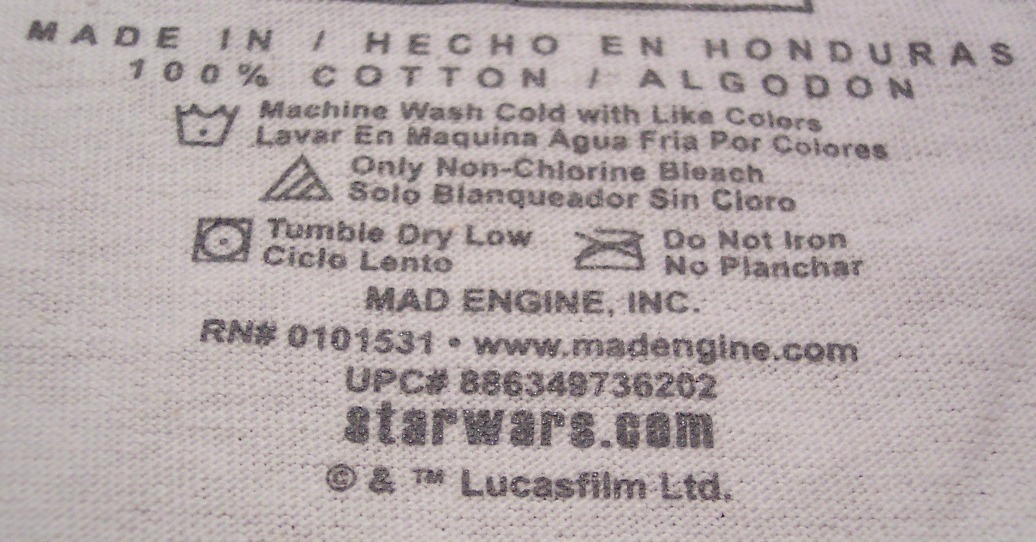 MADE IN / HECHO EN HONDURAS
100% COTTON / ALGODON
Machine Wash Cold with Like Colors
Lavar En Maquina Agua Fria Por Colores
Only Non-Chlorine Bleach
Solo Blanqueador Sin Cloro
Tumble Dry Low
Ciclo Lento
Do Not Iron
No Planchar
MAD ENGINE, INC.
RN# 0101531 • www.madengine.com
UPC# 886349736202
starwars.com
© & ™ Lucasfilm Ltd.